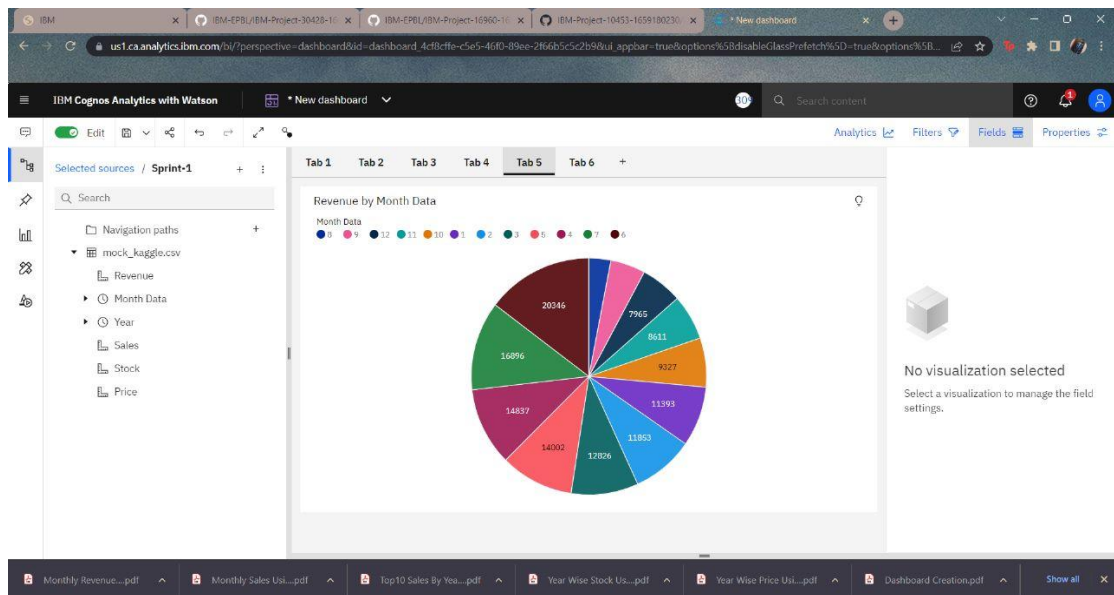 IBM
IBM-EPBL/IBM-Project-30428-16
IBM-EPBL/IBM-Project-16960-16
IBM-Project-10453-1659180230
* New dashboard
us1.ca.analytics.ibm.com/bi/?perspective=dashboard&id=dashboard_4cf8cffe-c5e5-46f0-89ee-2f66b5c5c2b9&ui_appbar=true&options%5BdisableGlassPrefetch%5D=true&options%5B...
IBM Cognos Analytics with Watson
* New dashboard
Search content
1
Edit
Analytics
Filters
Fields
Properties
Selected sources / Sprint-1
Tab 1 Tab 2 Tab 3 Tab 4 Tab 5 Tab 6 +
Search
Navigation paths
mock_kaggle.csv
Revenue
Month Data
Year
Sales
Stock
Price
Revenue by Month Data
Month Data
8 9 12 11 10 1 2 3 5 4 7 6
20346
7965
8611
16896
9327
11393
14837
11853
14002
12826
No visualization selected
Select a visualization to manage the field
settings.
Monthly Revenue....pdf
Monthly Sales Usi....pdf
Top10 Sales By Yea....pdf
Year Wise Stock Us....pdf
Year Wise Price Usi....pdf
Dashboard Creation.pdf
Show all